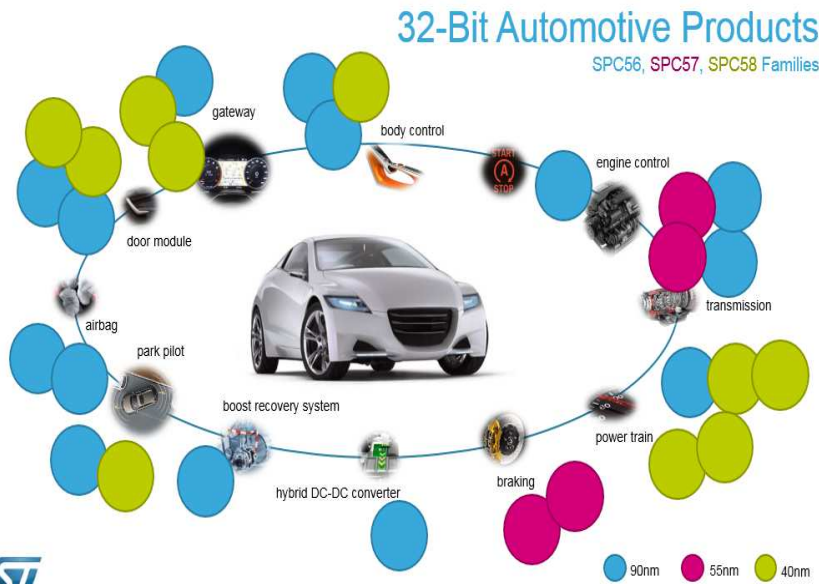 32-Bit Automotive Products
SPC56, SPC57, SPC58 Families
gateway
body control
START
A
STOP
engine control
door module
transmission
airbag
park pilot
boost recovery system
power train
braking
hybrid DC-DC converter
ST
90nm
55nm
40nm